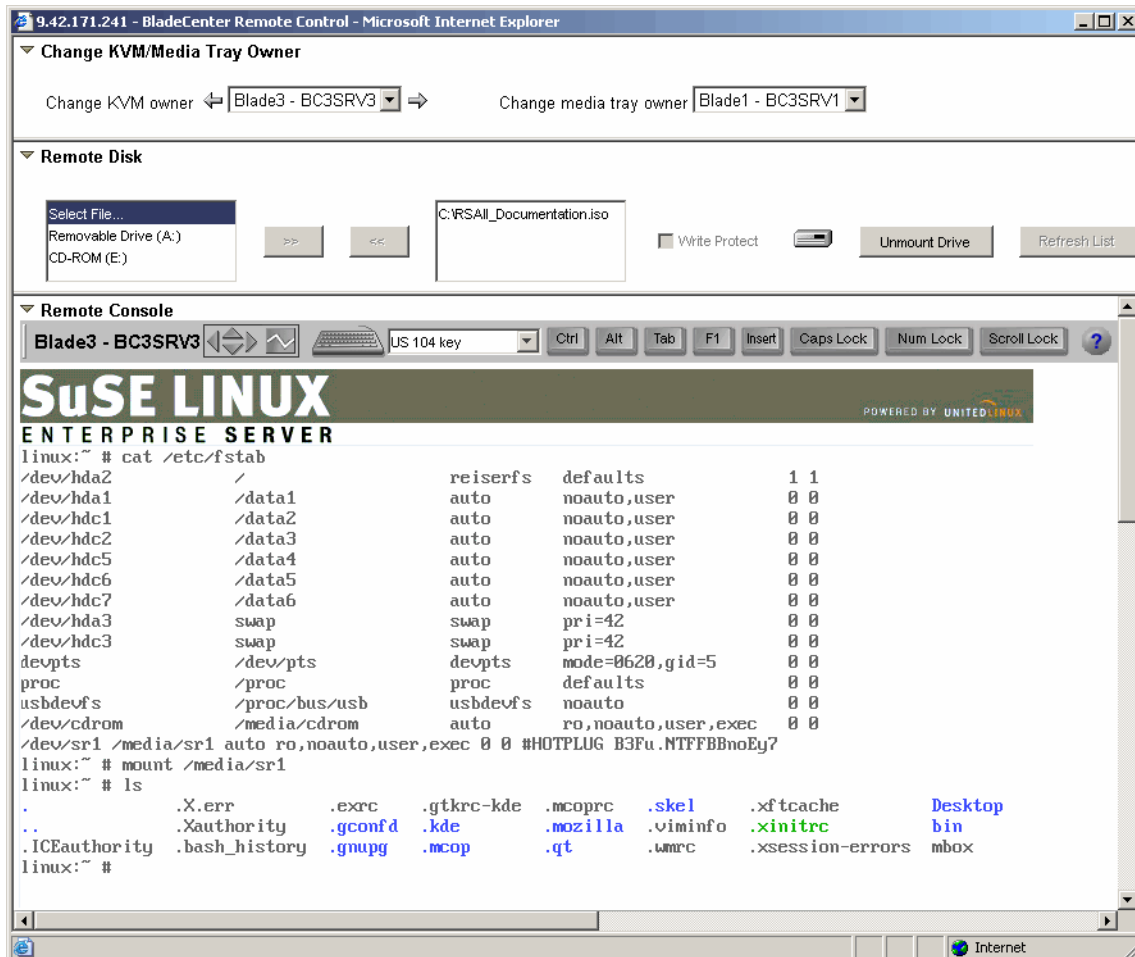 9.42.171.241 - BladeCenter Remote Control - Microsoft Internet Explorer
Change KVM/Media Tray Owner
Change KVM owner Blade3 - BC3SRV3 Change media tray owner Blade1 - BC3SRV1
Remote Disk
Select File...
Removable Drive (A:)
CD-ROM (E:)
>>
<<
C:\RSAII_Documentation.iso
Write Protect
Unmount Drive
Refresh List
Remote Console
Blade3 - BC3SRV3 US 104 key Ctrl Alt Tab F1 Insert Caps Lock Num Lock Scroll Lock ?
SuSE LINUX
POWERED BY UNITEDLINUX
ENTERPRISE SERVER
linux:~ # cat /etc/fstab
/dev/hda2 / reiserfs defaults 1 1
/dev/hda1 /data1 auto noauto,user 0 0
/dev/hdc1 /data2 auto noauto,user 0 0
/dev/hdc2 /data3 auto noauto,user 0 0
/dev/hdc5 /data4 auto noauto,user 0 0
/dev/hdc6 /data5 auto noauto,user 0 0
/dev/hdc7 /data6 auto noauto,user 0 0
/dev/hda3 swap swap pri=42 0 0
/dev/hdc3 swap swap pri=42 0 0
devpts /dev/pts devpts mode=0620,gid=5 0 0
proc /proc proc defaults 0 0
usbdevfs /proc/bus/usb usbdevfs noauto 0 0
/dev/cdrom /media/cdrom auto ro,noauto,user,exec 0 0
/dev/sr1 /media/sr1 auto ro,noauto,user,exec 0 0 #HOTPLUG B3Fu.NTFFBBnoEy7
linux:~ # mount /media/sr1
linux:~ # ls
. .X.err .exrc .gtkrc-kde .mcoprc .skel .xftcache Desktop
.. .Xauthority .gconfd .kde .mozilla .viminfo .xinitrc bin
.ICEauthority .bash_history .gnupg .mcop .qt .wmrc .xsession-errors mbox
linux:~ #
Internet